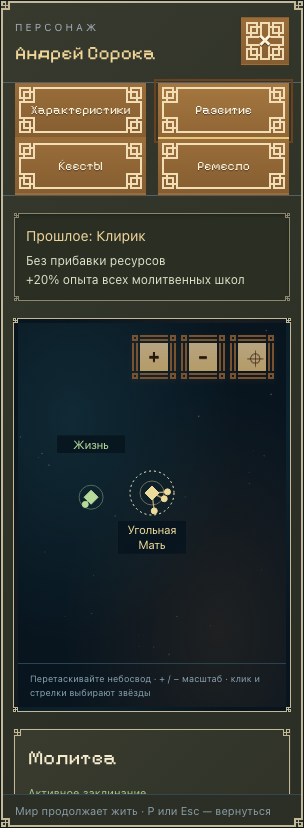 ПЕРСОНАЖ
Андрей Сорока
Характеристики
Развитие
Квесты
Ремесло
Прошлое: Клирик
Без прибавки ресурсов
+20% опыта всех молитвенных школ
+
-
Жизнь
Угольная
Мать
Перетаскивайте небосвод · + / − масштаб · клик и
стрелки выбирают звёзды
Молитва
Активное заклинание
Мир продолжает жить · P или Esc — вернуться